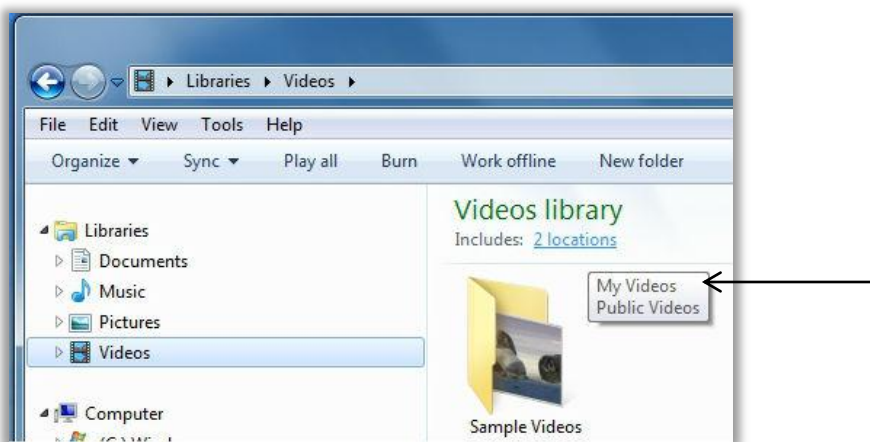 Libraries Videos
File Edit View Tools Help
Organize Sync Play all Burn Work offline New folder
Libraries
Documents
Music
Pictures
Videos
Computer
Videos library
Includes: 2 locations
My Videos
Public Videos
Sample Videos